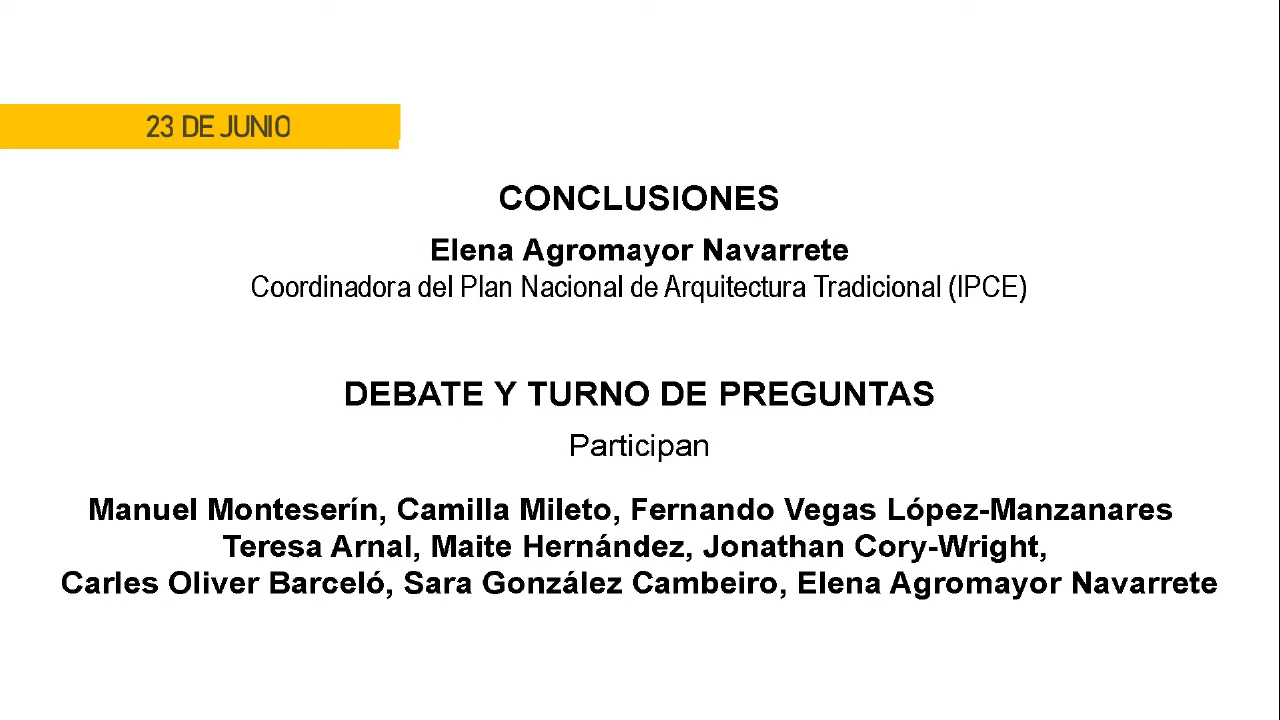 23 DE JUNIO
CONCLUSIONES
Elena Agromayor Navarrete
Coordinadora del Plan Nacional de Arquitectura Tradicional (IPCE)
DEBATE Y TURNO DE PREGUNTAS
Participan
Manuel Monteserín, Camilla Mileto, Fernando Vegas López-Manzanares
Teresa Arnal, Maite Hernández, Jonathan Cory-Wright,
Carles Oliver Barceló, Sara González Cambeiro, Elena Agromayor Navarrete